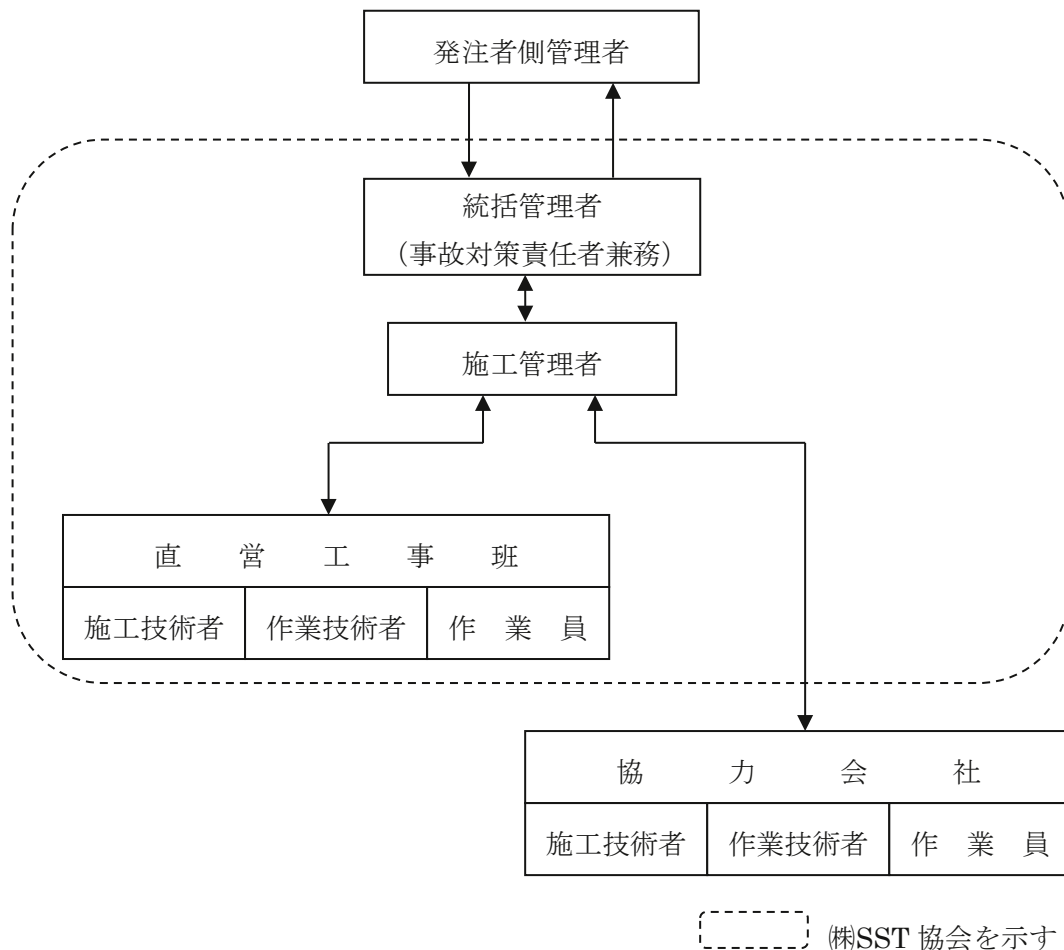 発注者側管理者
統括管理者
（事故対策責任者兼務）
施工管理者
直営工事班
施工技術者 作業技術者 作業員
協力会社
施工技術者 作業技術者 作業員
㈱SST 協会を示す